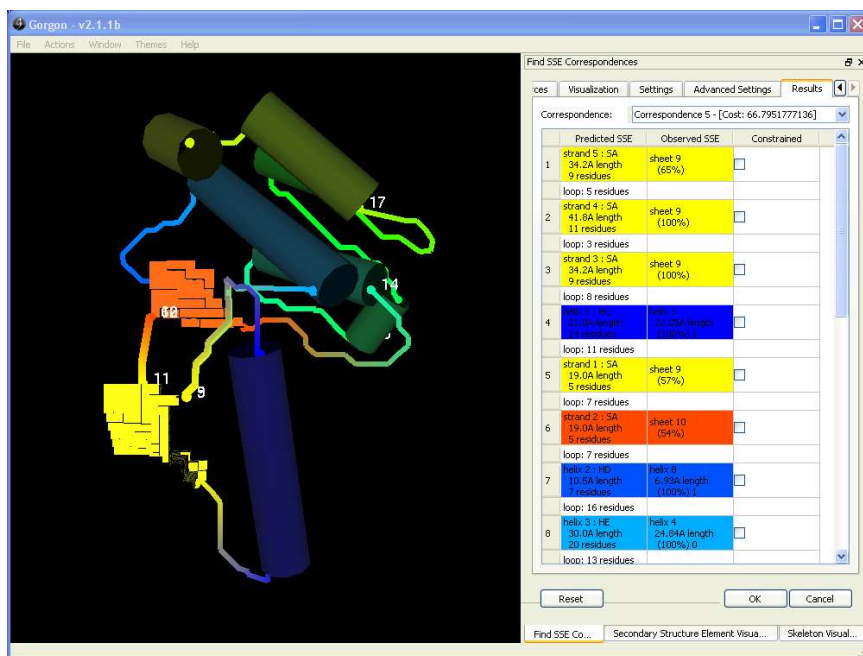 Gorgon - v2.1.1b
File Actions Window Themes Help
Find SSE Correspondences
ces Visualization Settings Advanced Settings Results
Correspondence: Correspondence 5 - [Cost: 66.7951777136]
Predicted SSE Observed SSE Constrained
1
strand 5 : SA
34.2A length
9 residues
sheet 9
(65%)
loop: 5 residues
2
strand 4 : SA
41.8A length
11 residues
sheet 9
(100%)
loop: 3 residues
3
strand 3 : SA
34.2A length
9 residues
sheet 9
(100%)
loop: 8 residues
4
loop: 11 residues
5
strand 1 : SA
19.0A length
5 residues
sheet 9
(57%)
loop: 7 residues
6
strand 2 : SA
19.0A length
5 residues
sheet 10
(54%)
loop: 7 residues
7
helix 2 : HD
10.5A length
7 residues
helix 8
6.93A length
(100%) 1
loop: 16 residues
8
helix 3 : HE
30.0A length
20 residues
helix 4
24.84A length
(100%) 0
loop: 13 residues
Reset OK Cancel
Find SSE Co... Secondary Structure Element Visua... Skeleton Visual...
17
14
11
9